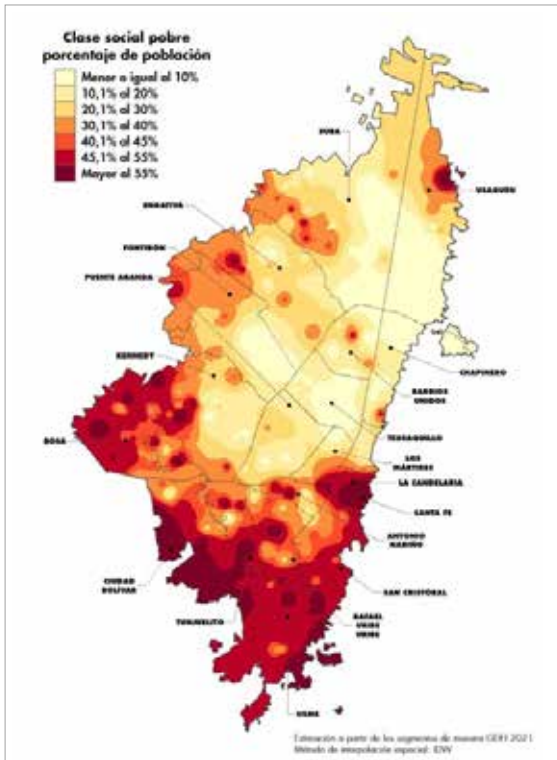 Clase social pobre
porcentaje de población
Menor o igual al 10%
10,1% al 20%
20,1% al 30%
30,1% al 40%
40,1% al 45%
45,1% al 55%
Mayor al 55%
SUBA
USAQUÉN
ENGATIVA
FONTIBÓN
PUENTE ARANDA
CHAPINERO
KENNEDY
BARRIOS
UNIDOS
TEUSAQUILLO
BOSA
LOS
MÁRTIRES
LA CANDELARIA
SANTA FE
ANTONIO
NARIÑO
CIUDAD
BOLÍVAR
SAN CRISTÓBAL
TUNJUELITO
RAFAEL
URIBE
URIBE
USME
Estimación a partir de los segmentos de manzana GEIH 2021
Método de interpolación espacial: IDW